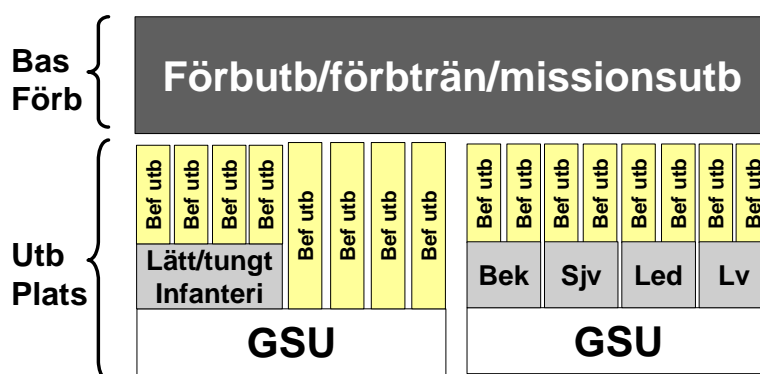 Bas
Förb
Förbutb/förbträn/missionsutb
Utb
Plats
Bef utb
Bef utb
Bef utb
Bef utb
Bef utb
Bef utb
Bef utb
Bef utb
Lätt/tungt
Infanteri
GSU
Bef utb
Bef utb
Bef utb
Bef utb
Bef utb
Bef utb
Bef utb
Bef utb
Bek
Sjv
Led
Lv
GSU